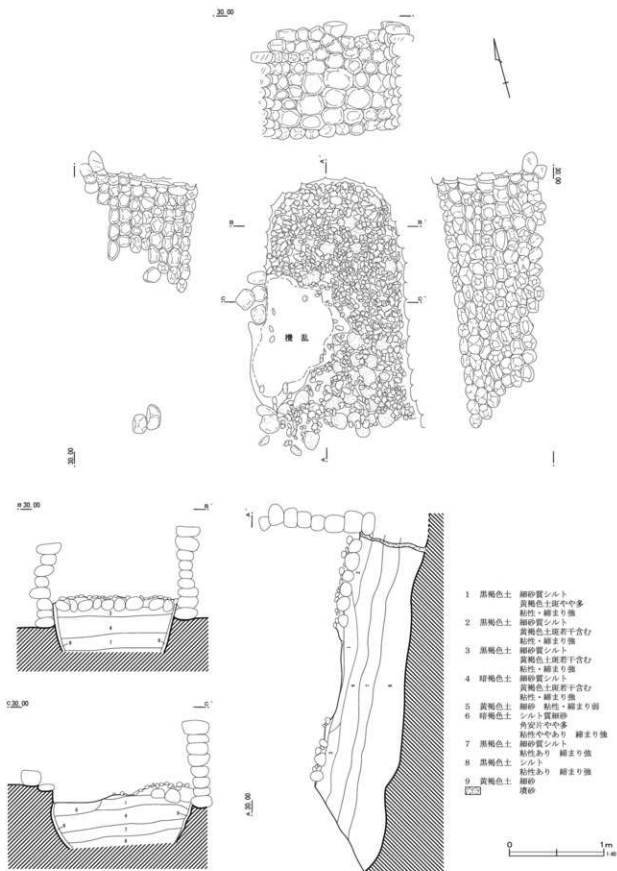 30.00
A'
30.00
B
B'
C
C'
攪乱
30.00
A
B 30.00
B'
A'
C 30.00
C'
A 30.00
1 黒褐色土 細砂質シルト
黄褐色土斑やや多
粘性・締まり強
2 黒褐色土 細砂質シルト
黄褐色土斑若干含む
粘性・締まり強
3 黒褐色土 細砂質シルト
黄褐色土斑若干含む
粘性・締まり強
4 暗褐色土 細砂質シルト
黄褐色土斑若干含む
粘性・締まり強
5 黄褐色土 細砂 粘性・締まり弱
6 暗褐色土 シルト質細砂
角安片やや多
粘性ややあり 締まり強
7 黒褐色土 細砂質シルト
粘性あり 締まり強
8 黒褐色土 シルト
粘性あり 締まり強
9 黄褐色土 細砂
噴砂
0 1m
1:40